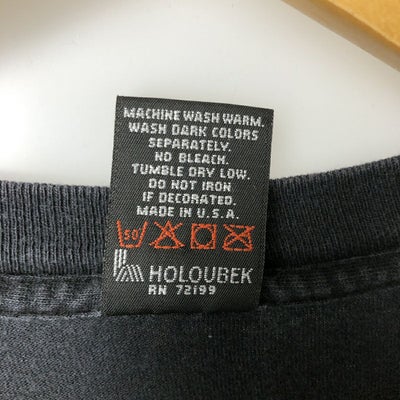 MACHINE WASH WARM.
WASH DARK COLORS
SEPARATELY.
NO BLEACH.
TUMBLE DRY LOW.
DO NOT IRON
IF DECORATED.
MADE IN U.S.A.
50
HOLOUBEK
RN 72199